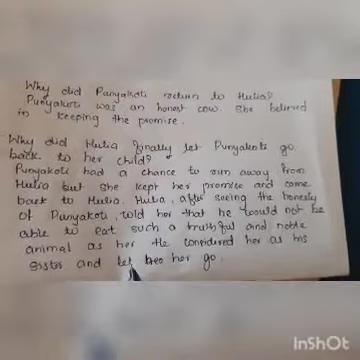 Why did Punyakoti return to Hulia?
Punyakoti was an honest cow. She believed
in keeping the promise.
Why did Hulia finally let Punyakoti go
back to her child?
Punyakoti had a chance to run away from
Hulia but she kept her promise and came
back to Hulia. Hulia, after seeing the honesty
of Punyakoti, told her that he would not be
able to eat such a truthful and noble
animal as her. He considered her as his
sister and let her go.
InShOt